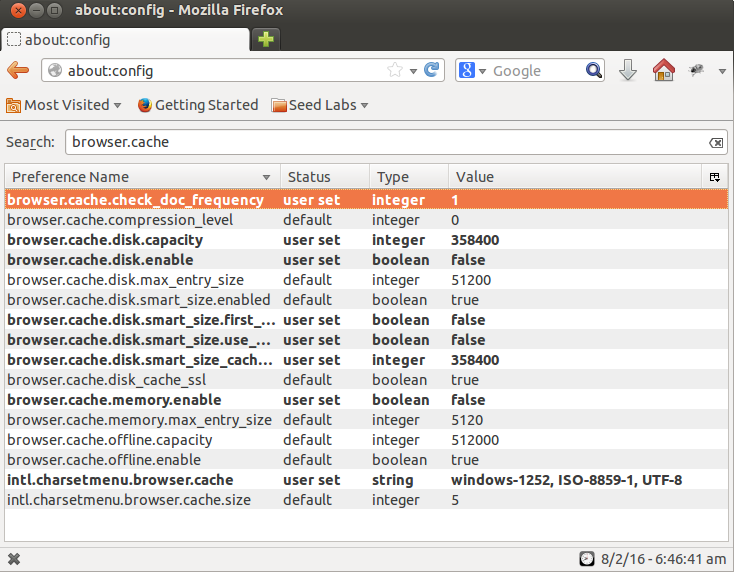 about:config - Mozilla Firefox
about:config
about:config Google
Most Visited Getting Started Seed Labs
Search: browser.cache
Preference Name Status Type Value
browser.cache.check_doc_frequency user set integer 1
browser.cache.compression_level default integer 0
browser.cache.disk.capacity user set integer 358400
browser.cache.disk.enable user set boolean false
browser.cache.disk.max_entry_size default integer 51200
browser.cache.disk.smart_size.enabled default boolean true
browser.cache.disk.smart_size.first_... user set boolean false
browser.cache.disk.smart_size.use_... user set boolean false
browser.cache.disk.smart_size_cach... user set integer 358400
browser.cache.disk_cache_ssl default boolean true
browser.cache.memory.enable user set boolean false
browser.cache.memory.max_entry_size default integer 5120
browser.cache.offline.capacity default integer 512000
browser.cache.offline.enable default boolean true
intl.charsetmenu.browser.cache user set string windows-1252, ISO-8859-1, UTF-8
intl.charsetmenu.browser.cache.size default integer 5
8/2/16 - 6:46:41 am